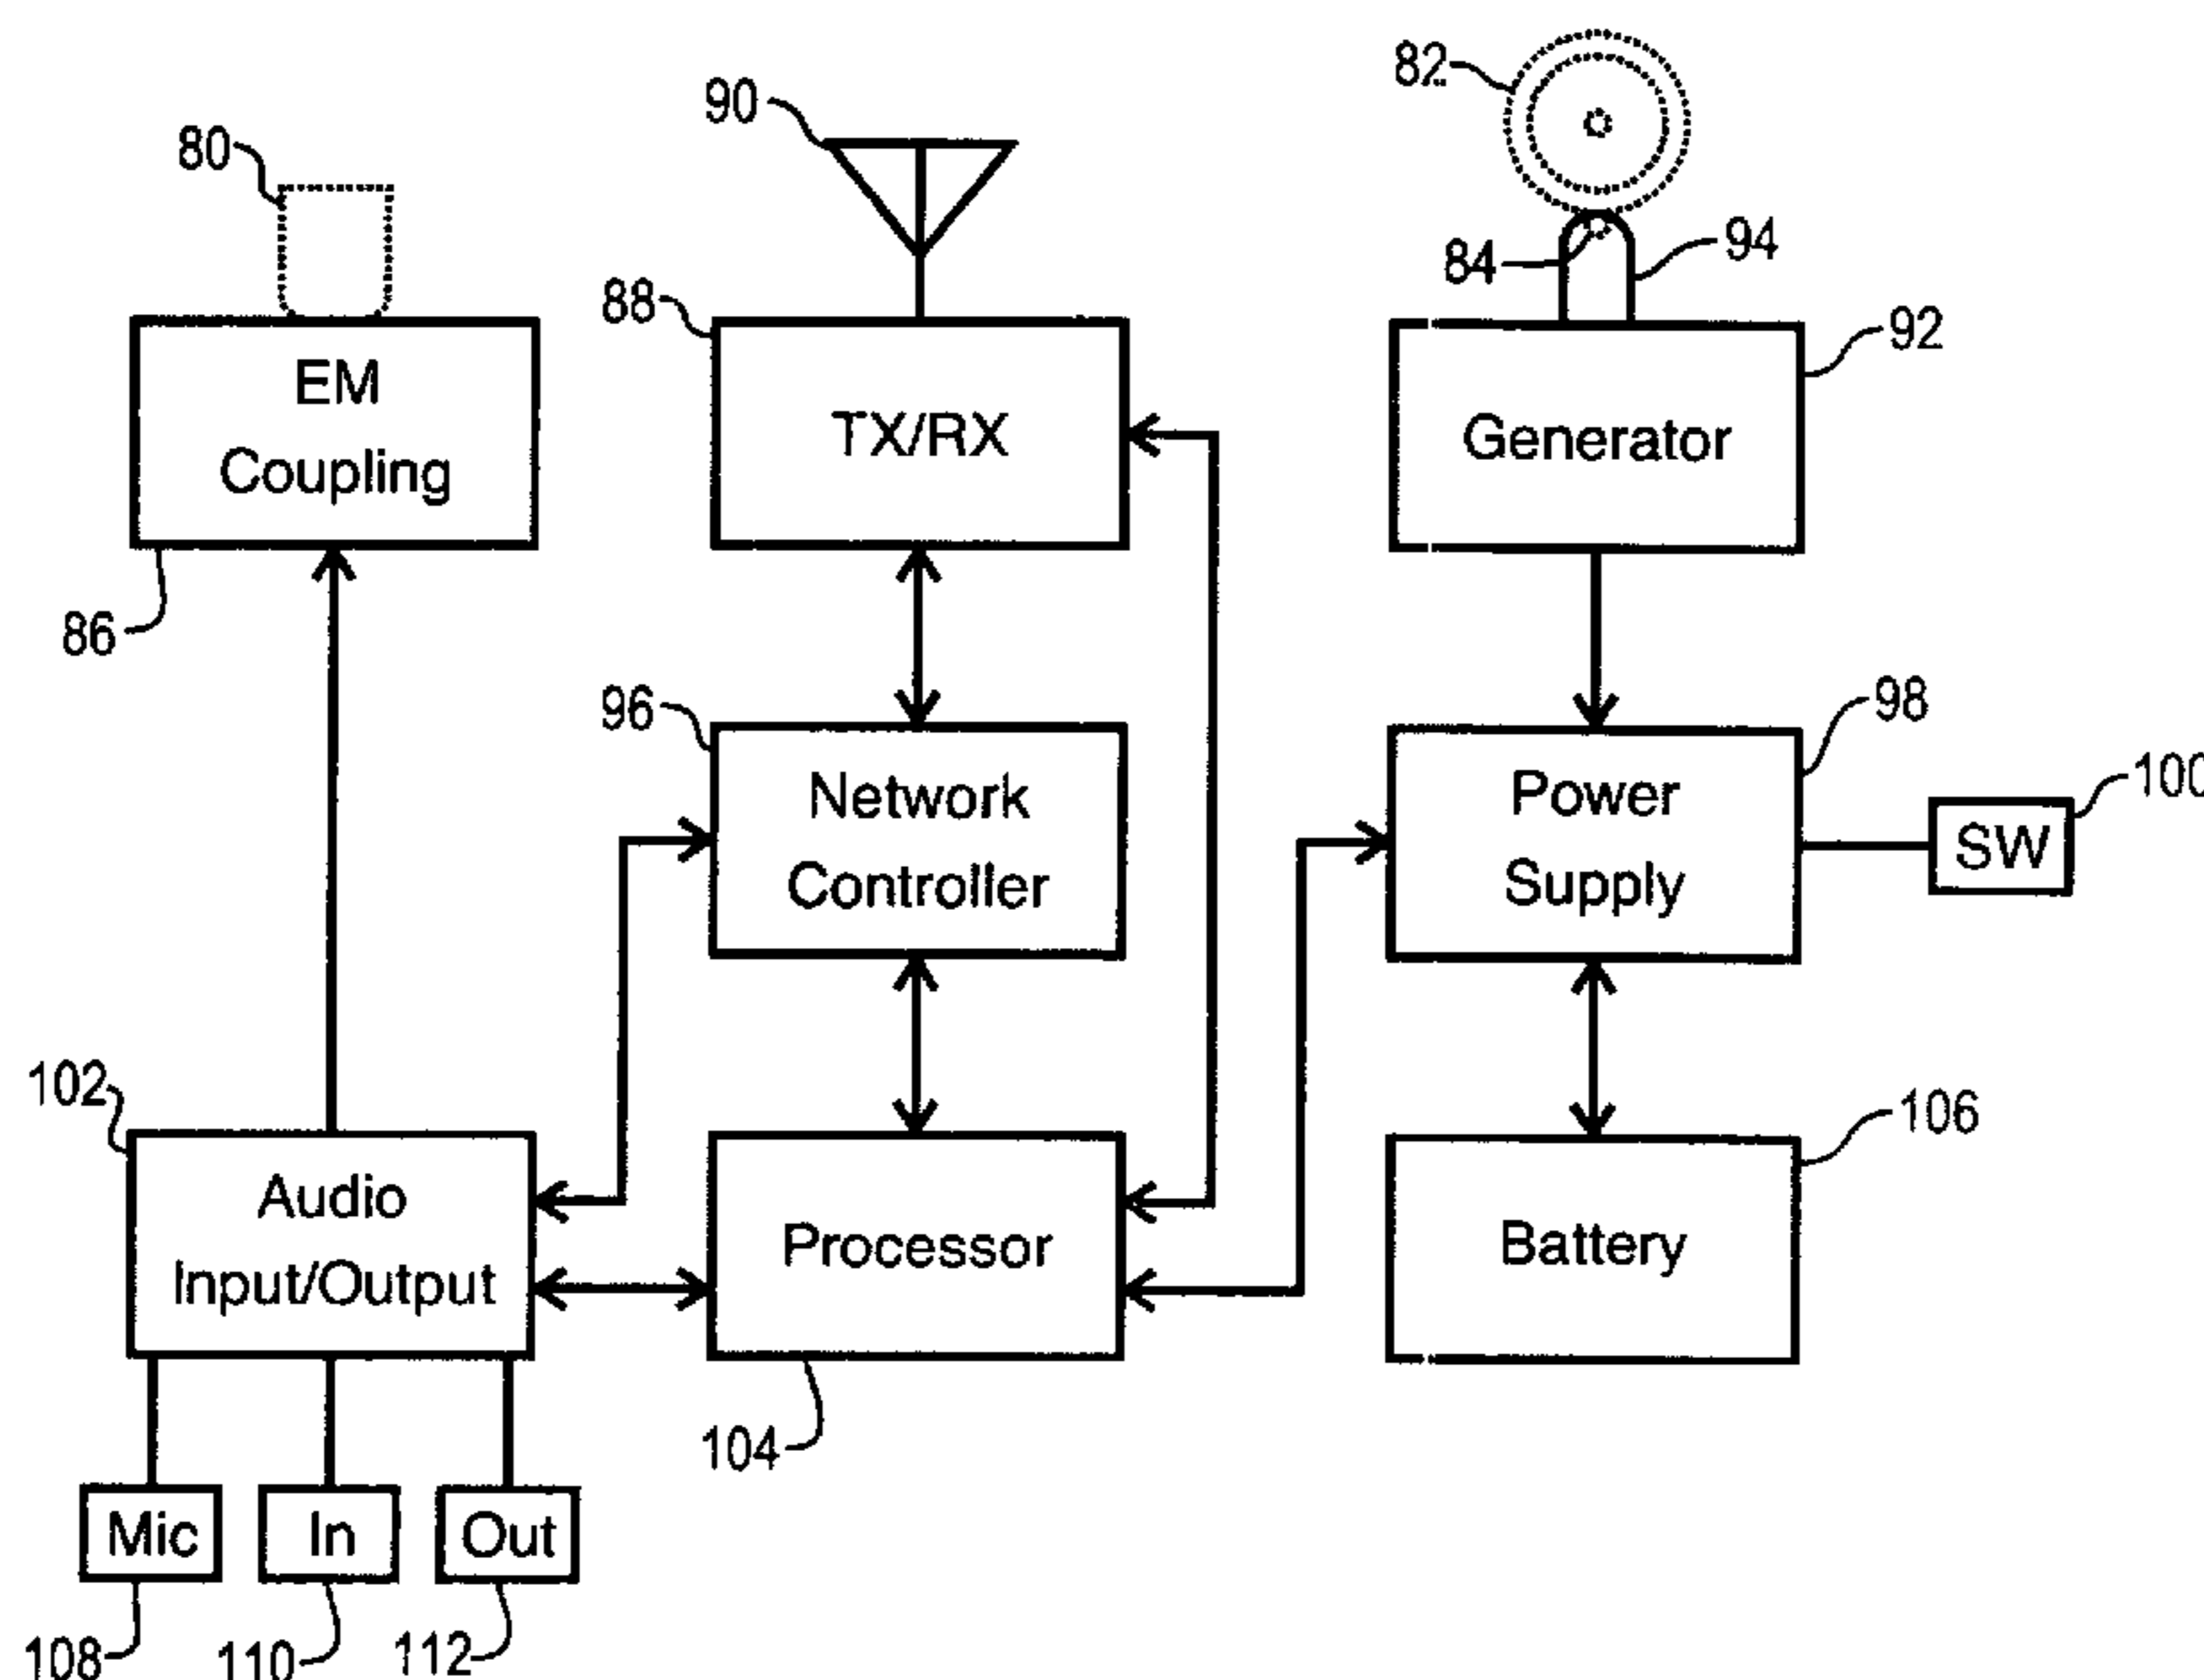 82
90
80
84
94
88
92
EM
Coupling
TX/RX
Generator
86
96
98
Network
Controller
Power
Supply
100
SW
102
106
Audio
Input/Output
Processor
Battery
104
Mic
In
Out
108
110
112